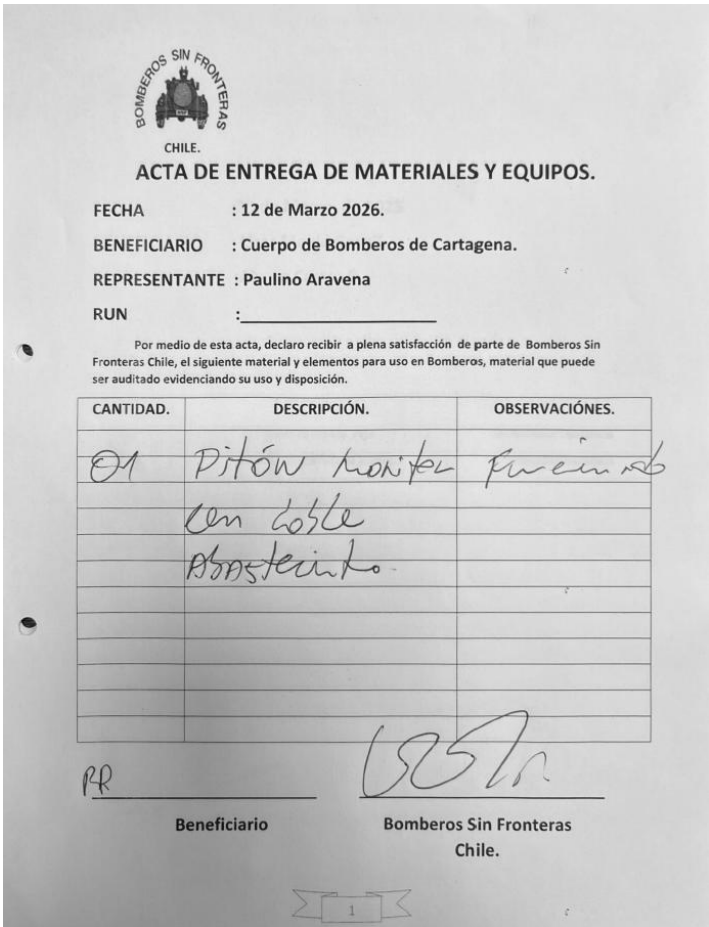 BOMBEROS SIN FRONTERAS
CHILE.
ACTA DE ENTREGA DE MATERIALES Y EQUIPOS.
FECHA : 12 de Marzo 2026.
BENEFICIARIO : Cuerpo de Bomberos de Cartagena.
REPRESENTANTE : Paulino Aravena
RUN :
Por medio de esta acta, declaro recibir a plena satisfacción de parte de Bomberos Sin
Fronteras Chile, el siguiente material y elementos para uso en Bomberos, material que puede
ser auditado evidenciando su uso y disposición.
CANTIDAD. DESCRIPCIÓN. OBSERVACIÓNES.
01 Pitón Monitor
con doble
Beneficiario Bomberos Sin Fronteras
Chile.
1